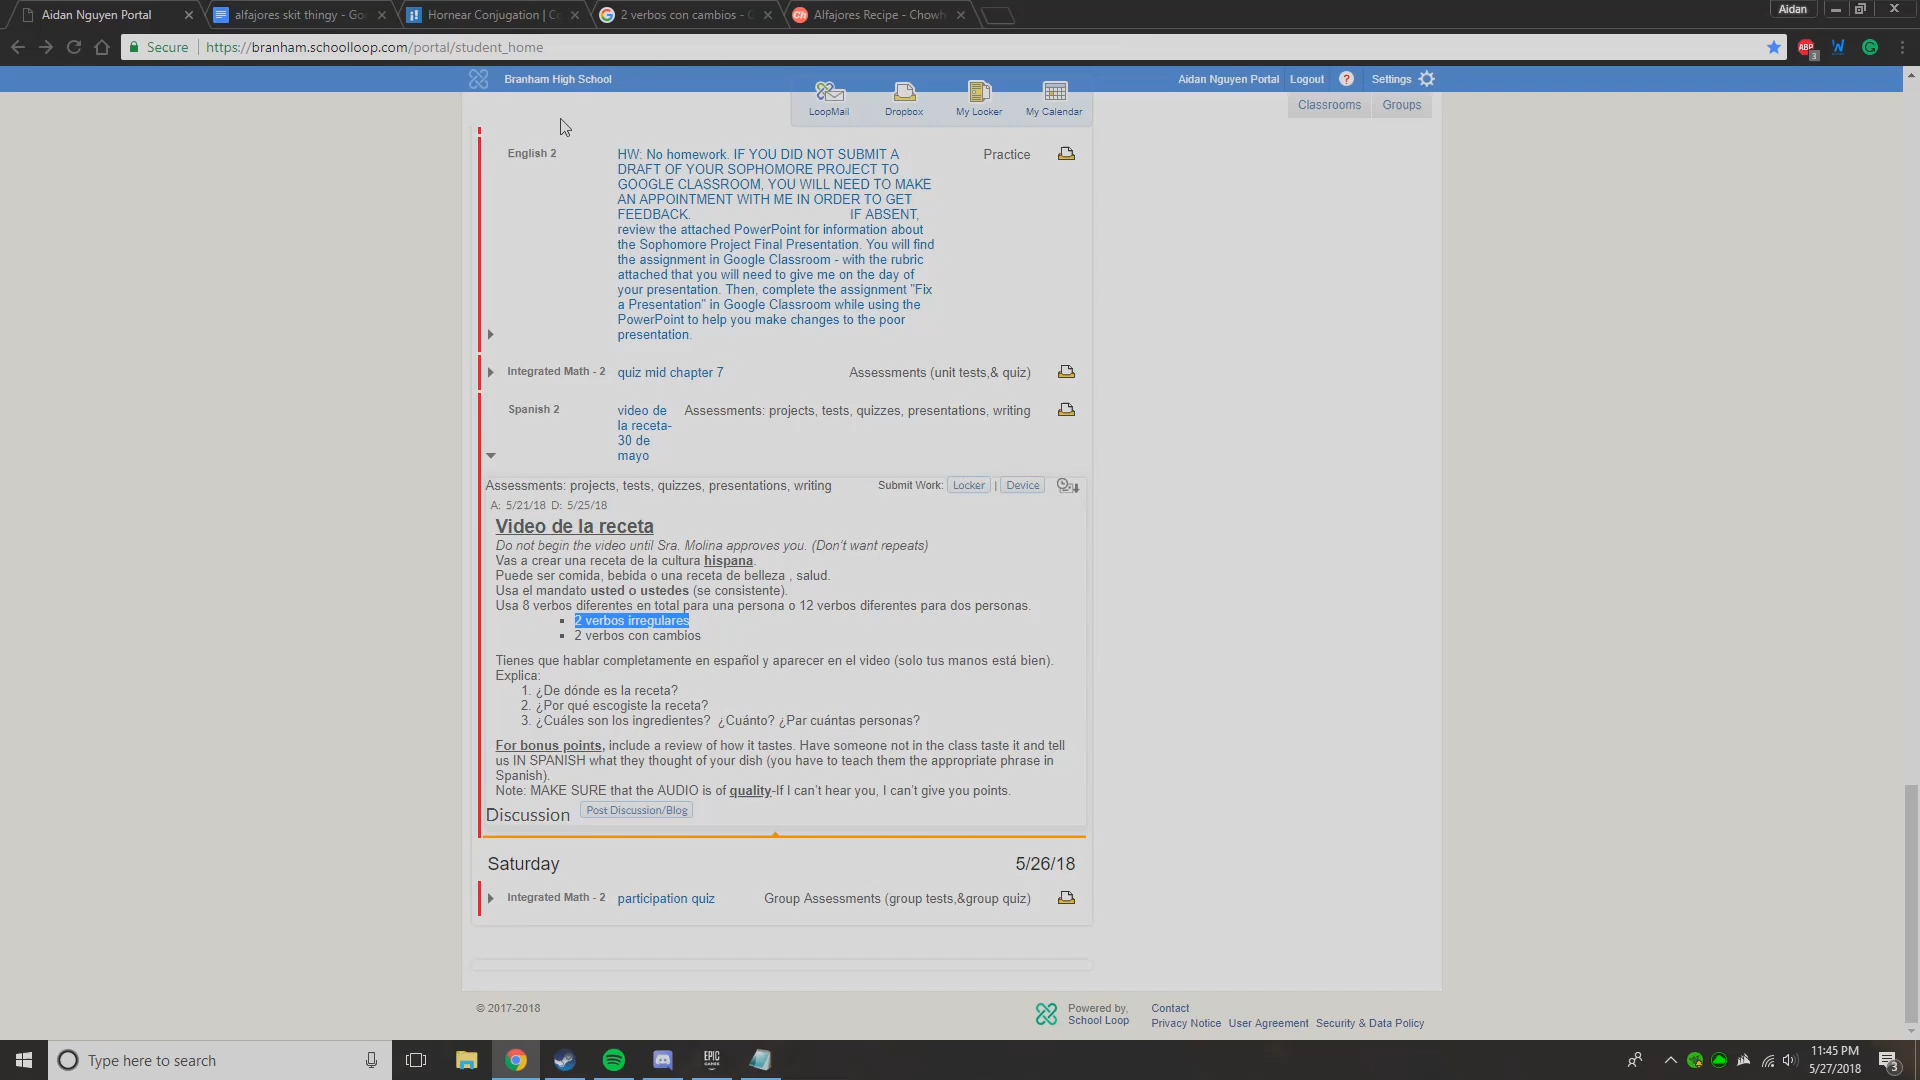 Aidan Nguyen Portal
alfajores skit thingy - Go
Hornear Conjugation | C
2 verbos con cambios - G
Alfajores Recipe - Chowh
Aidan
Secure
https://branham.schoolloop.com/portal/student_home
ABP
3
Branham High School
Aidan Nguyen Portal
Logout
?
Settings
LoopMail
Dropbox
My Locker
My Calendar
Classrooms
Groups
English 2
HW: No homework. IF YOU DID NOT SUBMIT A
DRAFT OF YOUR SOPHOMORE PROJECT TO
GOOGLE CLASSROOM, YOU WILL NEED TO MAKE
AN APPOINTMENT WITH ME IN ORDER TO GET
FEEDBACK. IF ABSENT,
review the attached PowerPoint for information about
the Sophomore Project Final Presentation. You will find
the assignment in Google Classroom - with the rubric
attached that you will need to give me on the day of
your presentation. Then, complete the assignment "Fix
a Presentation" in Google Classroom while using the
PowerPoint to help you make changes to the poor
presentation.
Practice
Integrated Math - 2
quiz mid chapter 7
Assessments (unit tests,& quiz)
Spanish 2
video de
la receta-
30 de
mayo
Assessments: projects, tests, quizzes, presentations, writing
Assessments: projects, tests, quizzes, presentations, writing
Submit Work: Locker | Device
A: 5/21/18 D: 5/25/18
Video de la receta
Do not begin the video until Sra. Molina approves you. (Don't want repeats)
Vas a crear una receta de la cultura hispana.
Puede ser comida, bebida o una receta de belleza , salud.
Usa el mandato usted o ustedes (se consistente).
Usa 8 verbos diferentes en total para una persona o 12 verbos diferentes para dos personas.
▪ 2 verbos irregulares
▪ 2 verbos con cambios
Tienes que hablar completamente en español y aparecer en el video (solo tus manos está bien).
Explica:
1. ¿De dónde es la receta?
2. ¿Por qué escogiste la receta?
3. ¿Cuáles son los ingredientes? ¿Cuánto? ¿Par cuántas personas?
For bonus points, include a review of how it tastes. Have someone not in the class taste it and tell
us IN SPANISH what they thought of your dish (you have to teach them the appropriate phrase in
Spanish).
Note: MAKE SURE that the AUDIO is of quality-If I can't hear you, I can't give you points.
Discussion
Post Discussion/Blog
Saturday
5/26/18
Integrated Math - 2
participation quiz
Group Assessments (group tests,&group quiz)
© 2017-2018
Powered by,
School Loop
Contact
Privacy Notice User Agreement Security & Data Policy
Type here to search
EPIC
GAMES
11:45 PM
5/27/2018
3